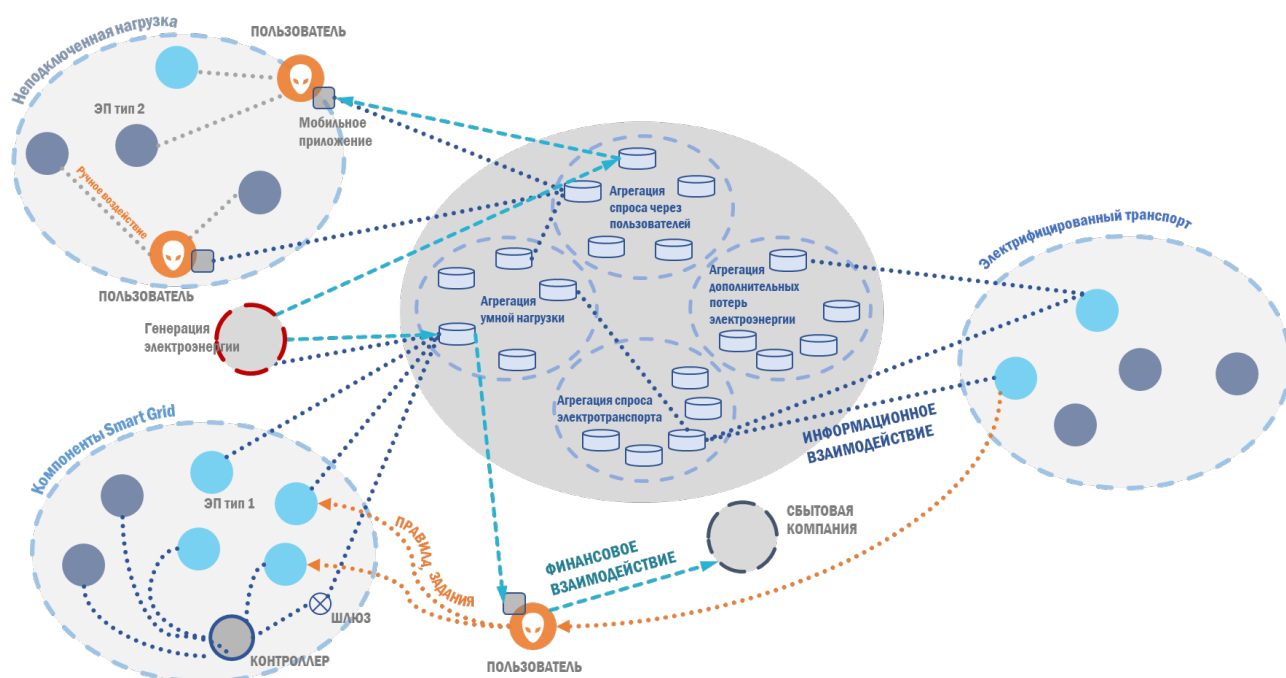 Неподключенная нагрузка
ПОЛЬЗОВАТЕЛЬ
ЭП тип 2
Мобильное
приложение
Ручное воздействие
ПОЛЬЗОВАТЕЛЬ
Генерация
электроэнергии
Агрегация
спроса через
пользователей
Агрегация
умной нагрузки
Агрегация
дополнительных
потерь
электроэнергии
Агрегация спроса
электротранспорта
Электрифицированный транспорт
ИНФОРМАЦИОННОЕ
ВЗАИМОДЕЙСТВИЕ
Компоненты Smart Grid
ЭП тип 1
ПРАВИЛА, ЗАДАНИЯ
ШЛЮЗ
КОНТРОЛЛЕР
ФИНАНСОВОЕ
ВЗАИМОДЕЙСТВИЕ
СБЫТОВАЯ
КОМПАНИЯ
ПОЛЬЗОВАТЕЛЬ